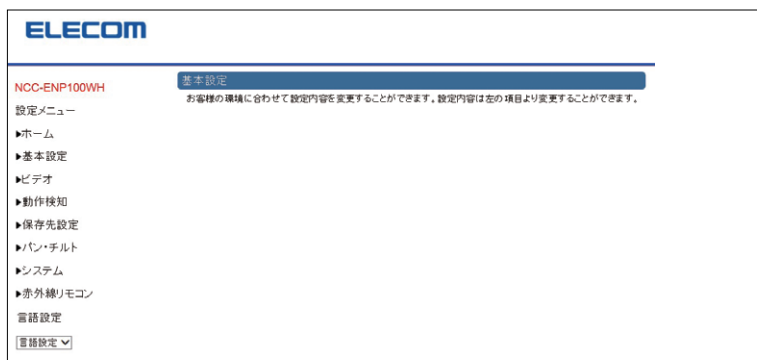 ELECOM
NCC-ENP100WH
設定メニュー
▶ホーム
▶基本設定
▶ビデオ
▶動作検知
▶保存先設定
▶パン・チルト
▶システム
▶赤外線リモコン
言語設定
言語設定
基本設定
お客様の環境に合わせて設定内容を変更することができます。設定内容は左の項目より変更することができます。